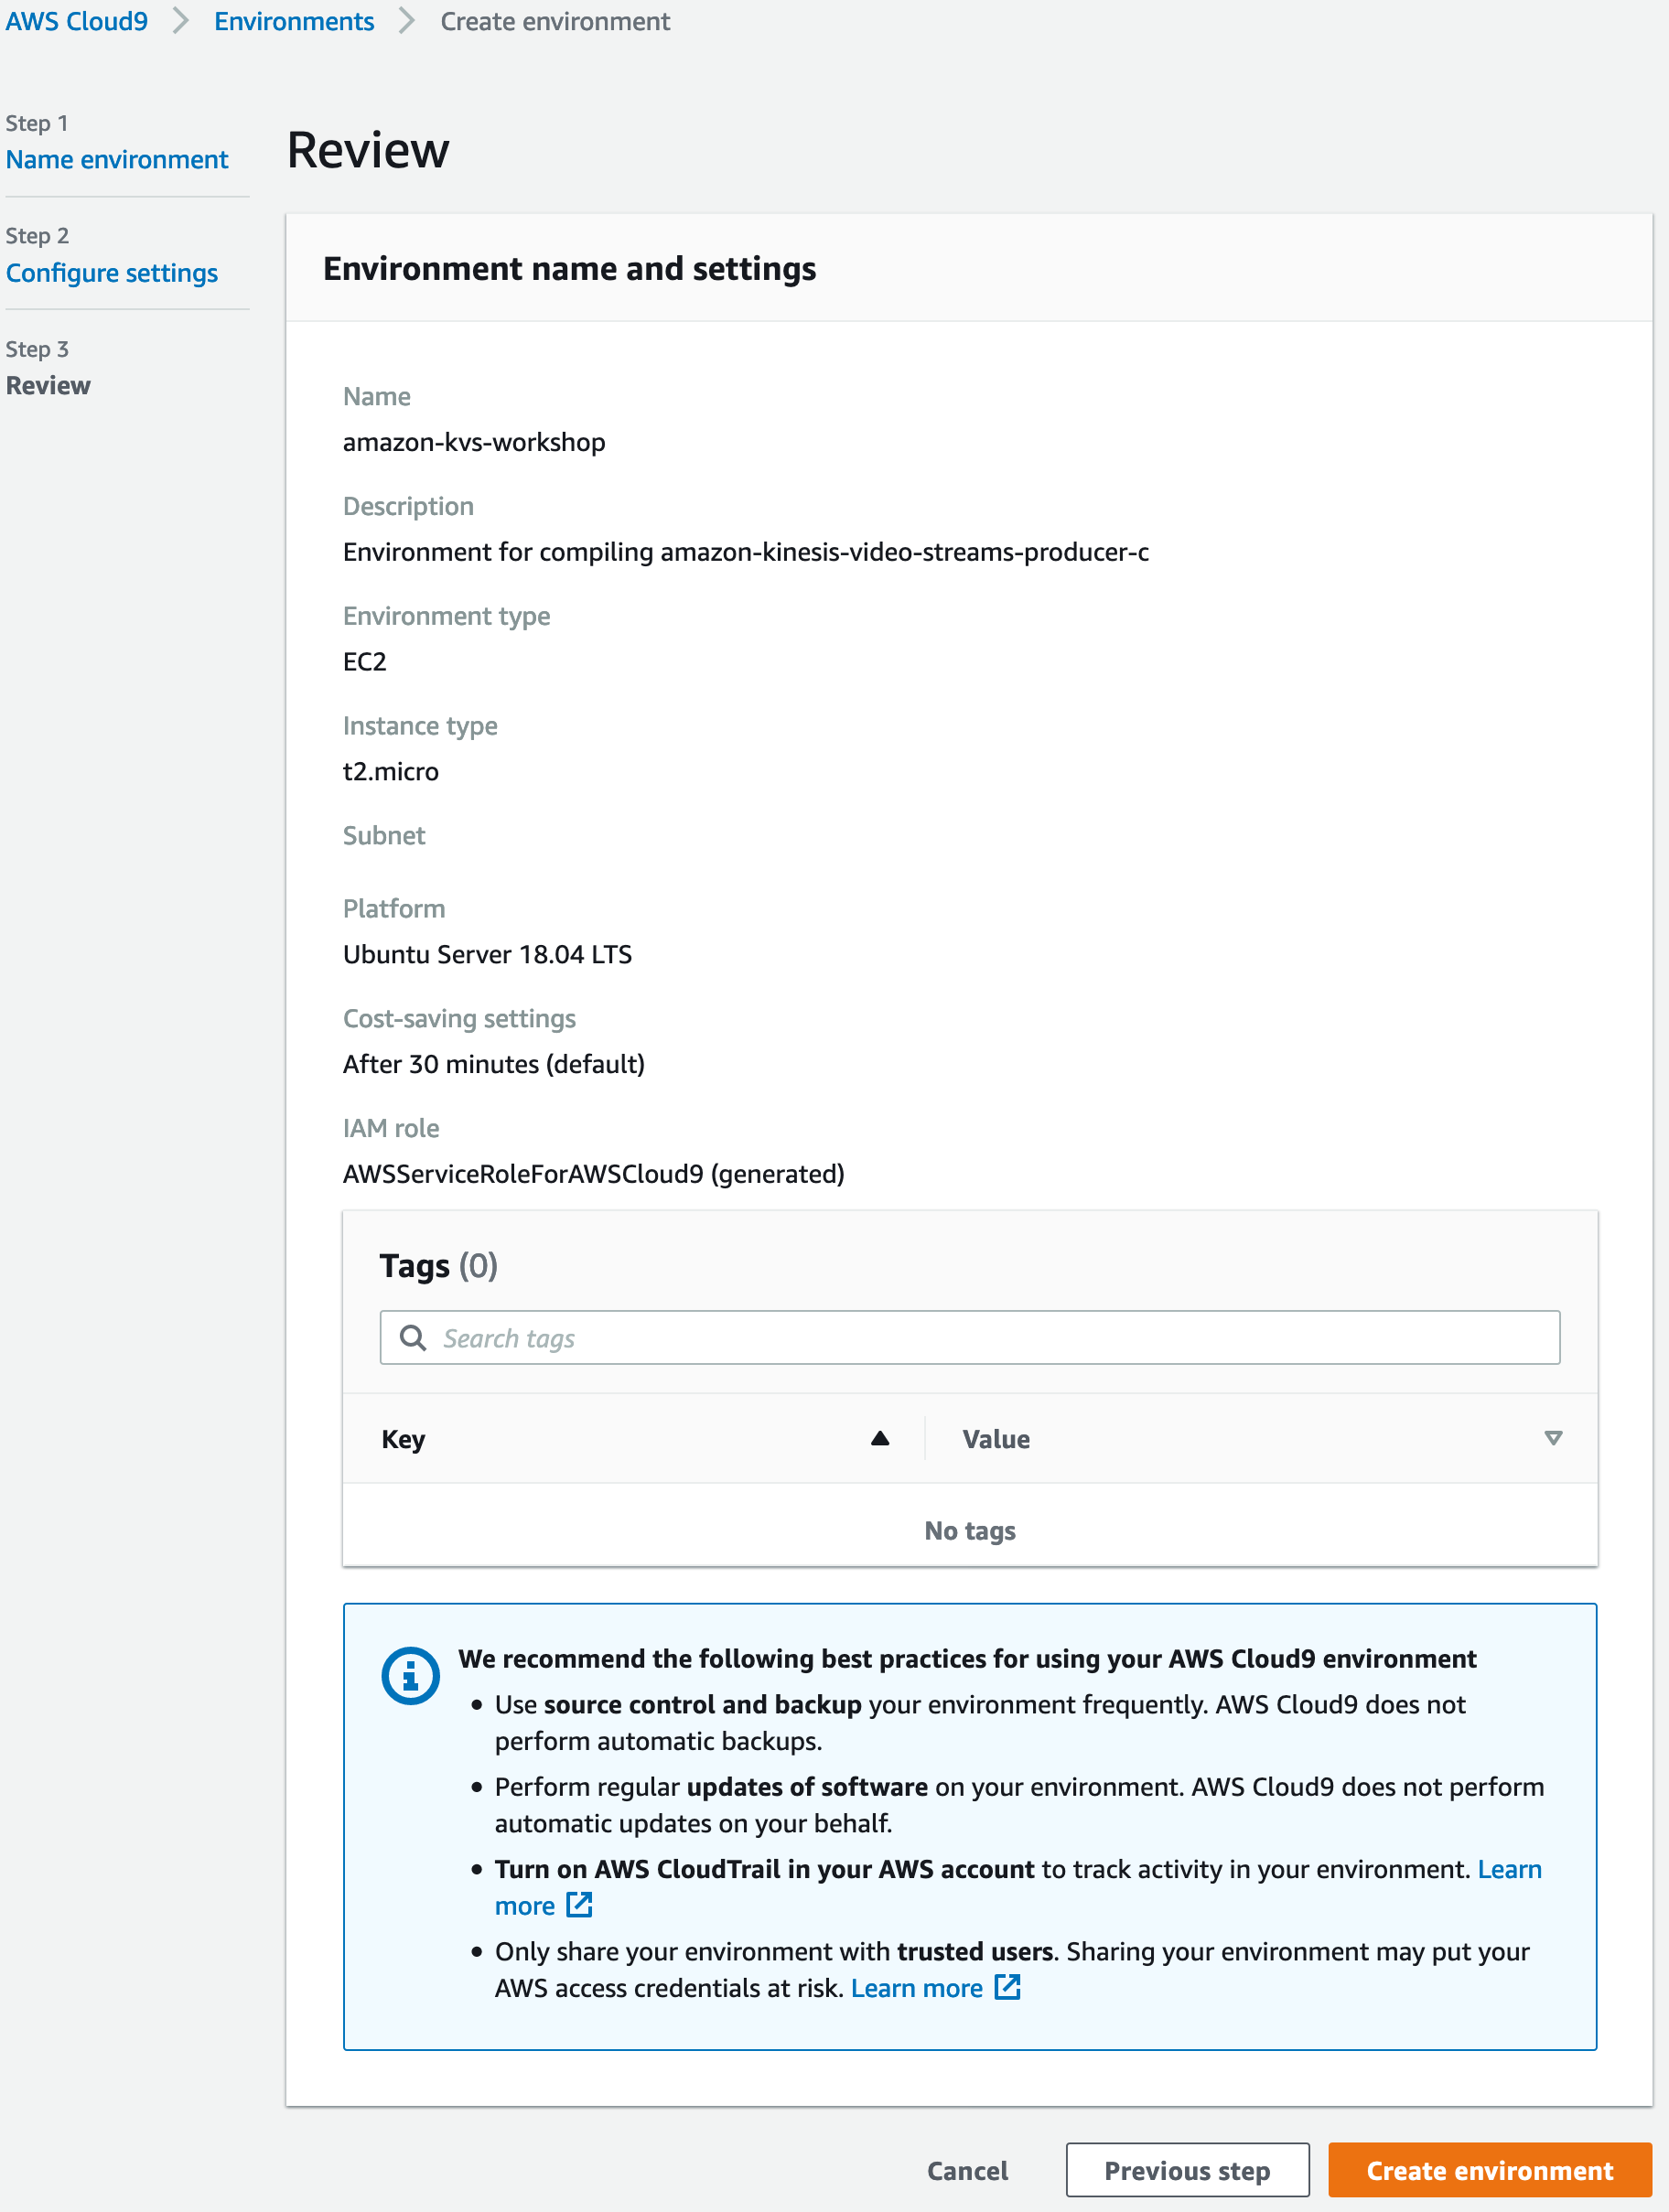 AWS Cloud9 Environments Create environment
Step 1
Name environment
Step 2
Configure settings
Step 3
Review
Review
Environment name and settings
Name
amazon-kvs-workshop
Description
Environment for compiling amazon-kinesis-video-streams-producer-c
Environment type
EC2
Instance type
t2.micro
Subnet
Platform
Ubuntu Server 18.04 LTS
Cost-saving settings
After 30 minutes (default)
IAM role
AWSServiceRoleForAWSCloud9 (generated)
Tags (0)
Search tags
Key Value
No tags
We recommend the following best practices for using your AWS Cloud9 environment
• Use source control and backup your environment frequently. AWS Cloud9 does not
perform automatic backups.
• Perform regular updates of software on your environment. AWS Cloud9 does not perform
automatic updates on your behalf.
• Turn on AWS CloudTrail in your AWS account to track activity in your environment. Learn
more
• Only share your environment with trusted users. Sharing your environment may put your
AWS access credentials at risk. Learn more
Cancel Previous step Create environment